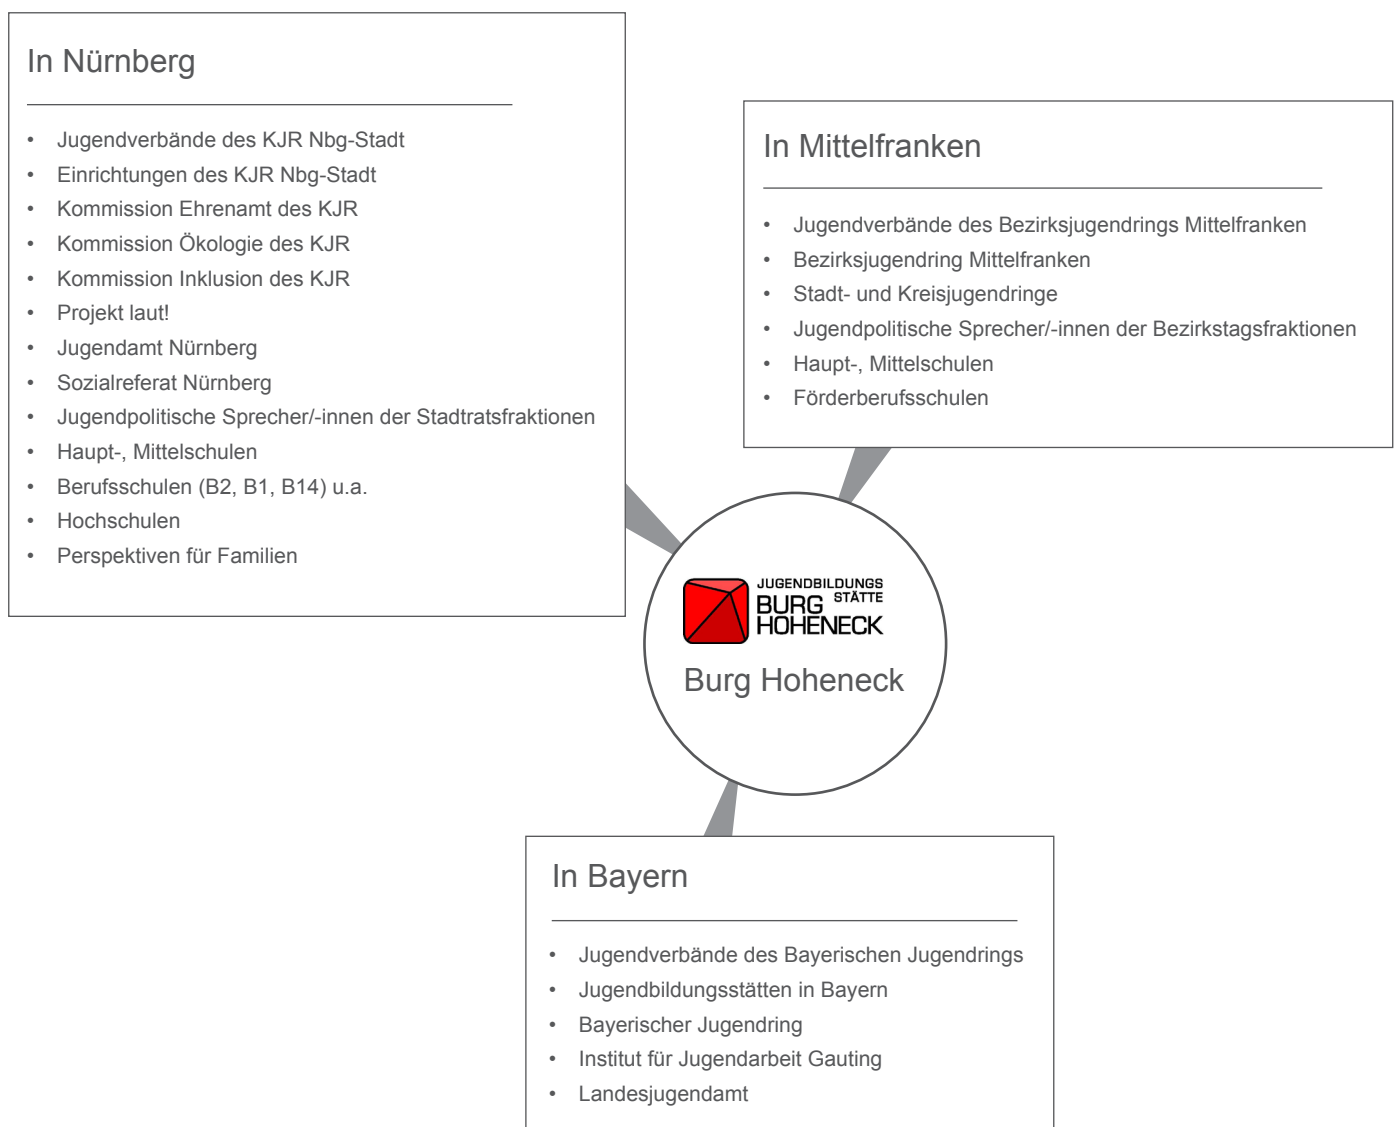 In Nürnberg
• Jugendverbände des KJR Nbg-Stadt
• Einrichtungen des KJR Nbg-Stadt
• Kommission Ehrenamt des KJR
• Kommission Ökologie des KJR
• Kommission Inklusion des KJR
• Projekt laut!
• Jugendamt Nürnberg
• Sozialreferat Nürnberg
• Jugendpolitische Sprecher/-innen der Stadtratsfraktionen
• Haupt-, Mittelschulen
• Berufsschulen (B2, B1, B14) u.a.
• Hochschulen
• Perspektiven für Familien
In Mittelfranken
• Jugendverbände des Bezirksjugendrings Mittelfranken
• Bezirksjugendring Mittelfranken
• Stadt- und Kreisjugendringe
• Jugendpolitische Sprecher/-innen der Bezirkstagsfraktionen
• Haupt-, Mittelschulen
• Förderberufsschulen
JUGENDBILDUNGS
STÄTTE
BURG
HOHENECK
Burg Hoheneck
In Bayern
• Jugendverbände des Bayerischen Jugendrings
• Jugendbildungsstätten in Bayern
• Bayerischer Jugendring
• Institut für Jugendarbeit Gauting
• Landesjugendamt